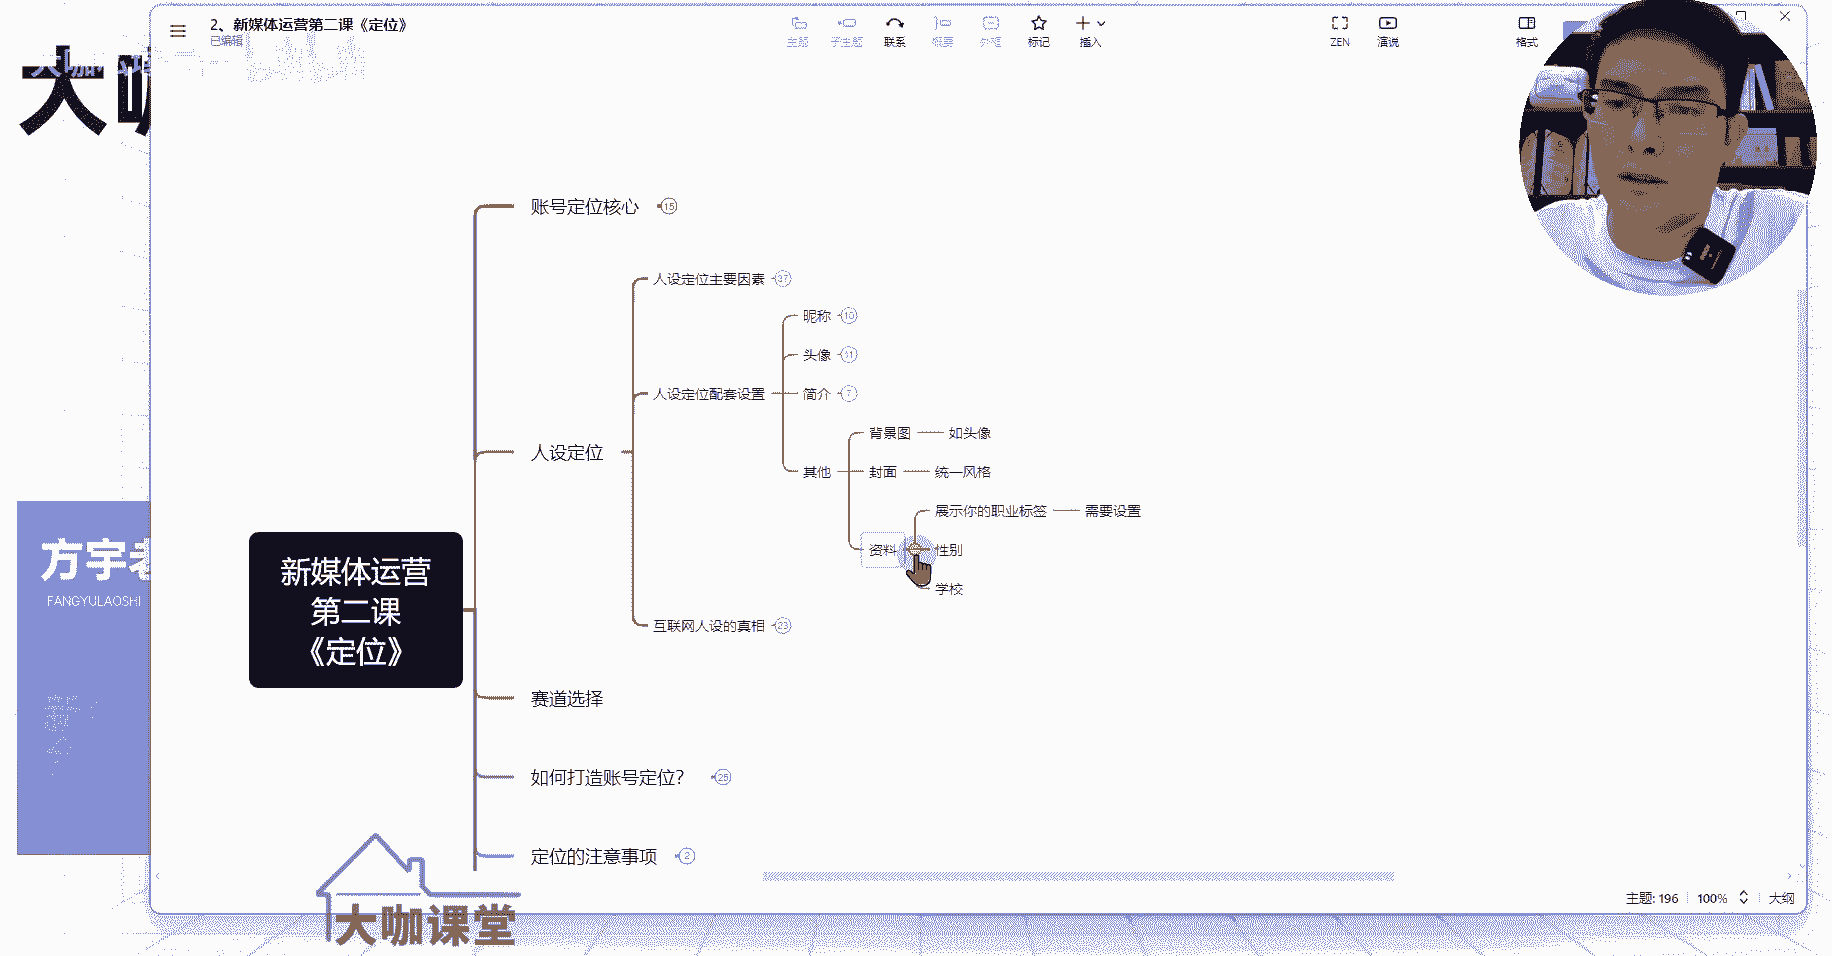 2、新媒体运营第二课《定位》
已编辑
主题
子主题
联系
概要
外框
标记
插入
ZEN
演说
格式
大咖
账号定位核心 15
人设定位主要因素 37
昵称 10
头像
人设定位配套设置
简介 7
背景图
如头像
人设定位
其他
封面
统一风格
展示你的职业标签
需要设置
资料
性别
学校
方宇老
FANGYULAOSHI
新媒体运营
第二课
《定位》
互联网人设的真相 23
赛道选择
如何打造账号定位? 25
定位的注意事项 2
大咖课堂
主题: 196
100%
大纲